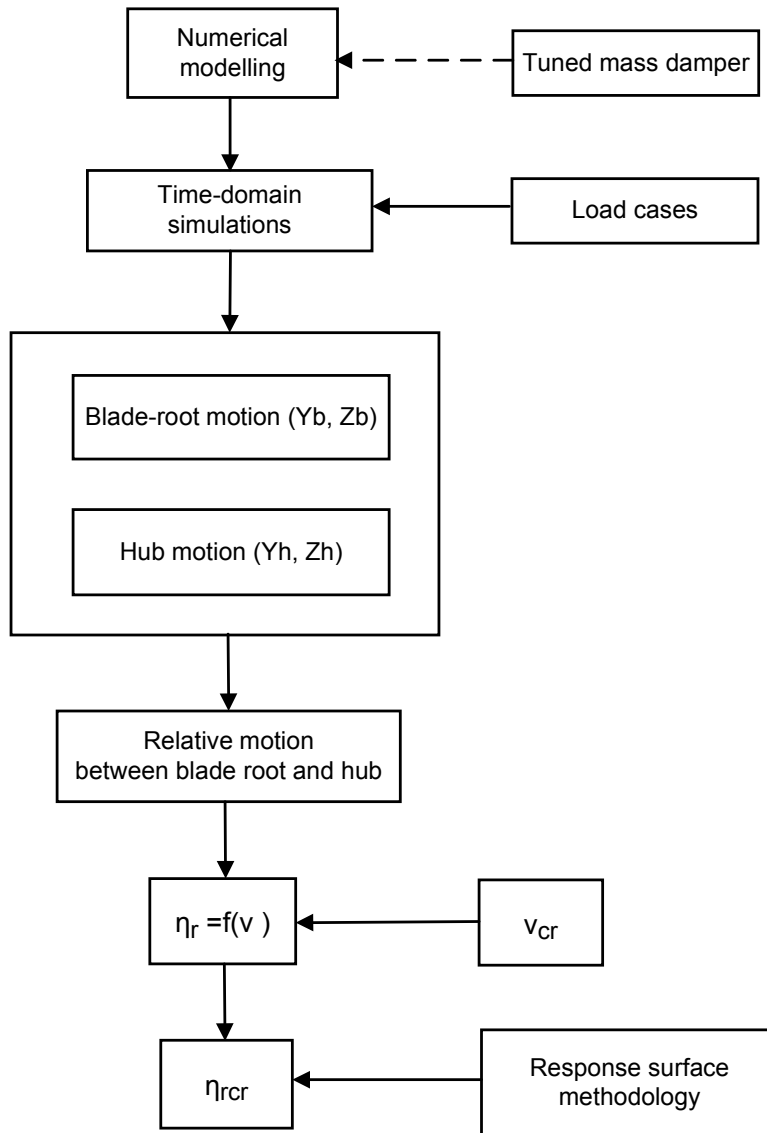 Numerical
modelling
Tuned mass damper
Time-domain
simulations
Load cases
Blade-root motion (Yb, Zb)
Hub motion (Yh, Zh)
Relative motion
between blade root and hub
ηr =f(v )
vcr
ηrcr
Response surface
methodology